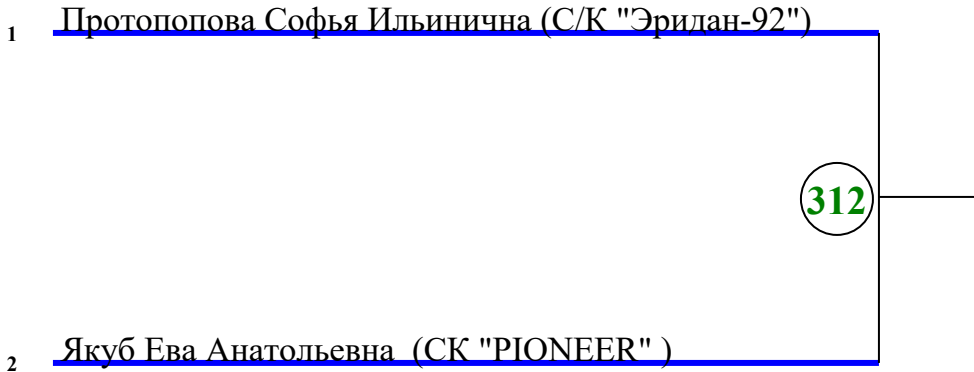 1 Протопопова Софья Ильинична (С/К "Эридан-92")
312
2 Якуб Ева Анатольевна (СК "PIONEER" )